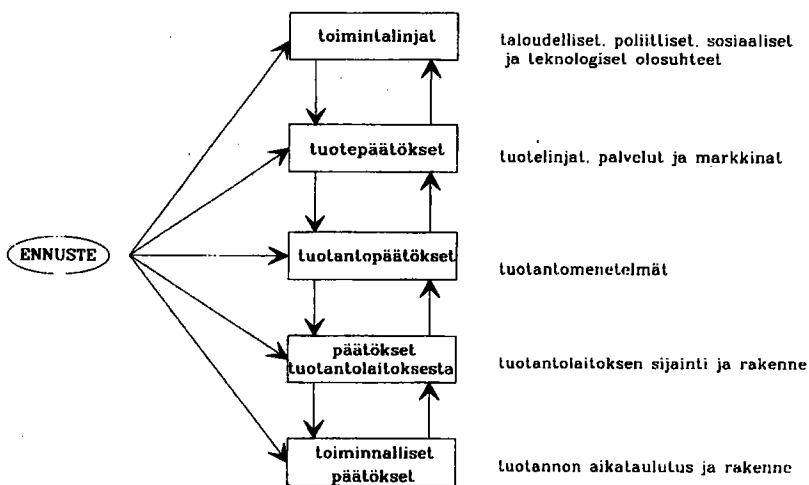 toimintalinjat
taloudelliset, poliittiset, sosiaaliset
ja teknologiset olosuhteet
tuotepäätökset
tuotelinjat, palvelut ja markkinat
ENNUSTE
tuotantopäätökset
tuotantomenetelmät
päätökset
tuotantolaitoksesta
tuotantolaitoksen sijainti ja rakenne
toiminnalliset
päätökset
tuotannon aikataulutus ja rakenne